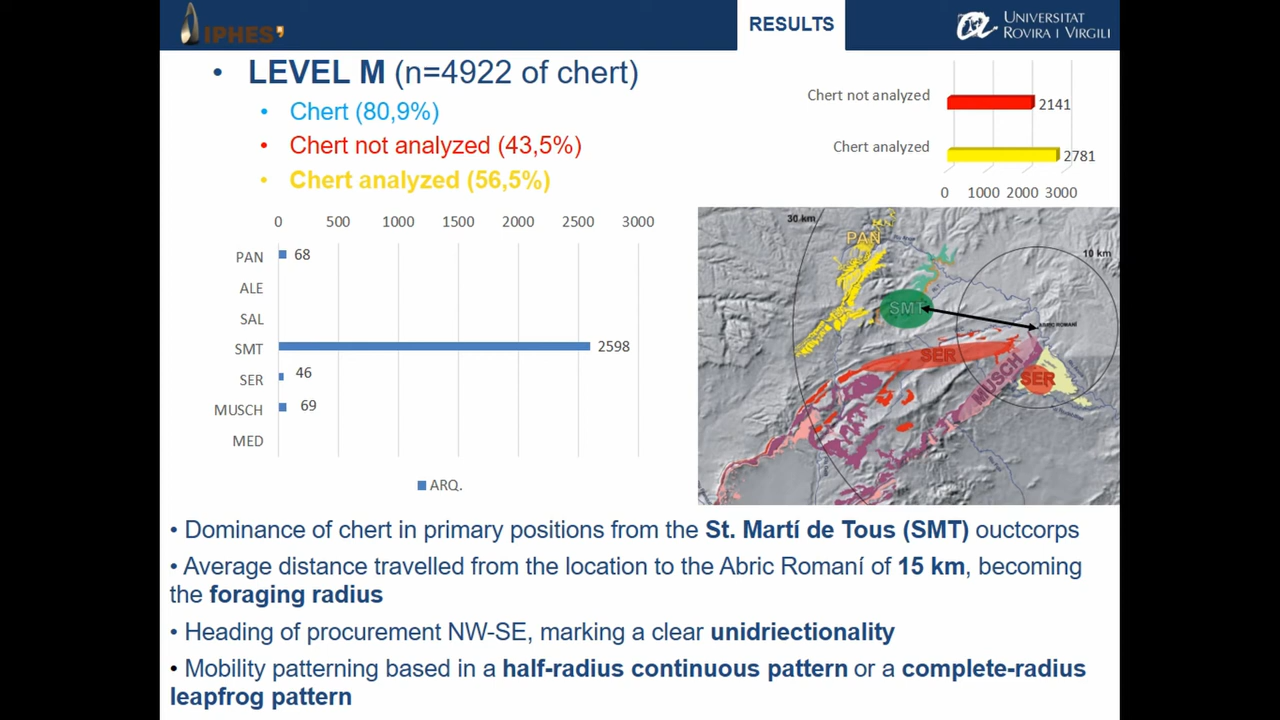 IPHES
RESULTS
UNIVERSITAT
ROVIRA I VIRGILI
• LEVEL M (n=4922 of chert)
• Chert (80,9%)
• Chert not analyzed (43,5%)
• Chert analyzed (56,5%)
Chert not analyzed 2141
Chert analyzed 2781
0 1000 2000 3000
0 500 1000 1500 2000 2500 3000
PAN 68
ALE
SAL
SMT 2598
SER 46
MUSCH 69
MED
ARQ.
30 km
PAN
10 km
SMT
ABRIC ROMANÍ
SER
MUSCH
SER
• Dominance of chert in primary positions from the St. Martí de Tous (SMT) ouctcorps
• Average distance travelled from the location to the Abric Romaní of 15 km, becoming
the foraging radius
• Heading of procurement NW-SE, marking a clear unidriectionality
• Mobility patterning based in a half-radius continuous pattern or a complete-radius
leapfrog pattern